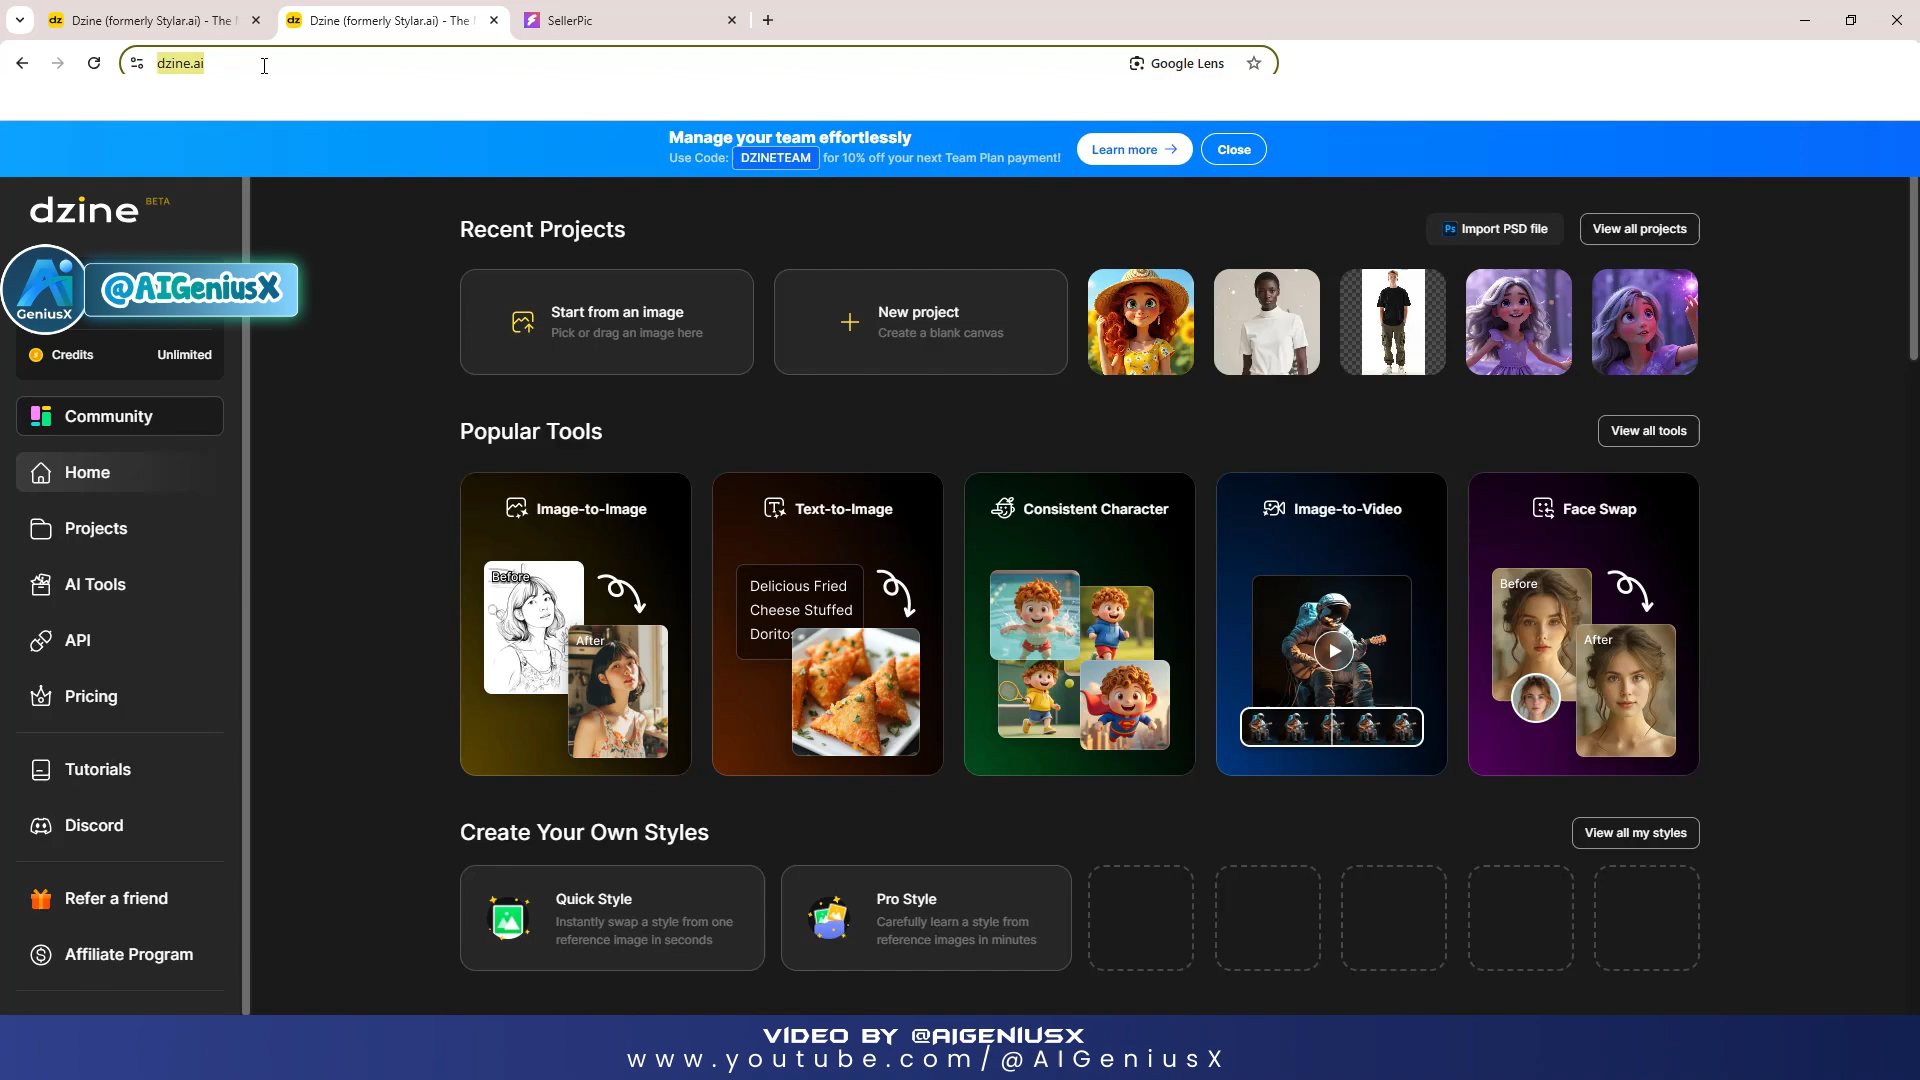 Dzine (formerly Stylar.ai) - The
Dzine (formerly Stylar.ai) - The
SellerPic
dzine.ai
Google Lens
Manage your team effortlessly
Use Code: DZINETEAM for 10% off your next Team Plan payment!
Learn more
Close
dzine BETA
Ai
GeniusX
@AIGeniusX
Credits
Unlimited
Community
Home
Projects
AI Tools
API
Pricing
Tutorials
Discord
Refer a friend
Affiliate Program
Recent Projects
Ps Import PSD file
View all projects
Start from an image
Pick or drag an image here
New project
Create a blank canvas
Popular Tools
View all tools
Image-to-Image
Before
After
Text-to-Image
Delicious Fried
Cheese Stuffed
Doritos
Consistent Character
Image-to-Video
Face Swap
Before
After
Create Your Own Styles
View all my styles
Quick Style
Instantly swap a style from one
reference image in seconds
Pro Style
Carefully learn a style from
reference images in minutes
VIDEO BY @AIGENIUSX
www.youtube.com/@AIGeniusX